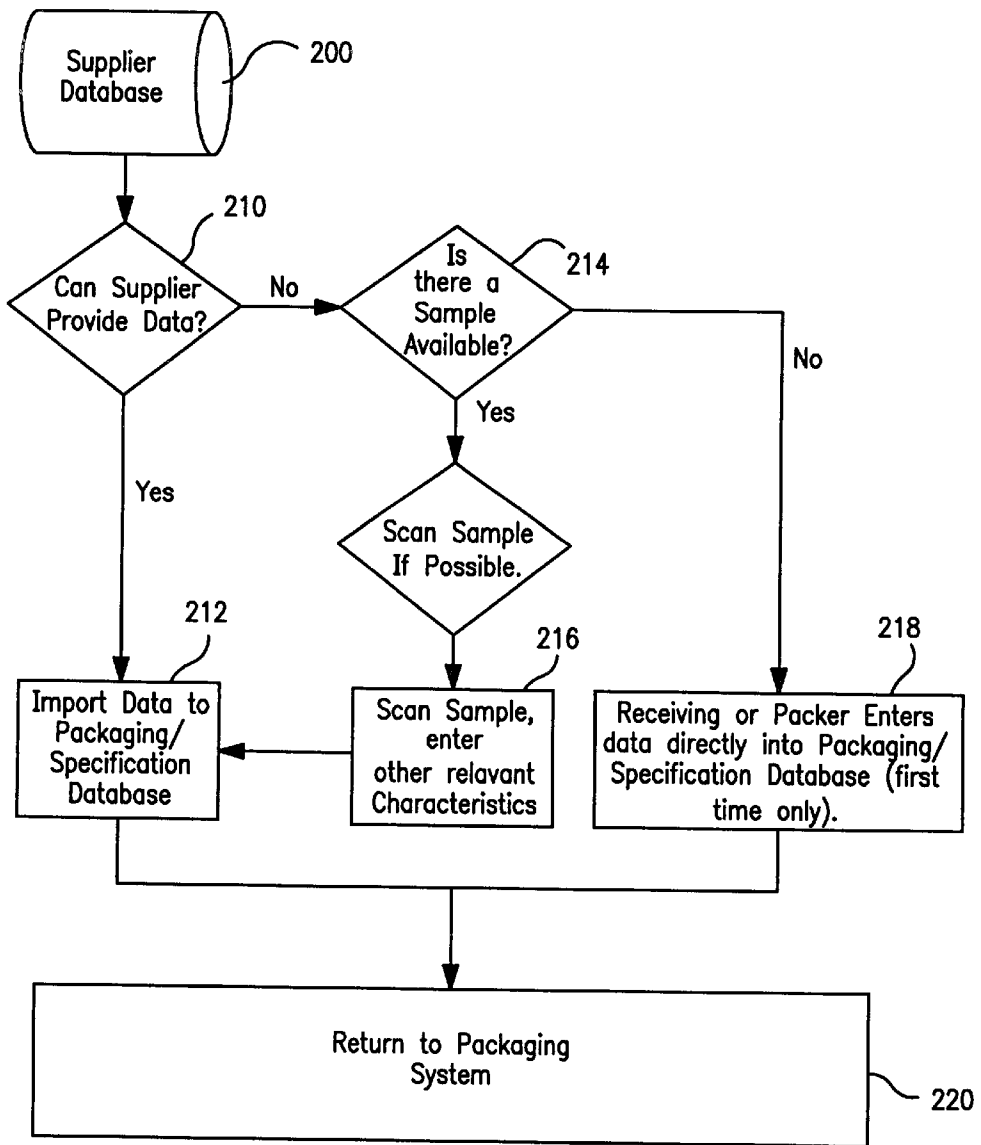 Supplier
Database
200
210
Can Supplier
Provide Data?
No
Is
there a
Sample
Available?
214
No
Yes
Yes
Scan Sample
If Possible.
212
Import Data to
Packaging/
Specification
Database
216
Scan Sample,
enter
other relavant
Characteristics
218
Receiving or Packer Enters
data directly into Packaging/
Specification Database (first
time only).
Return to Packaging
System
220